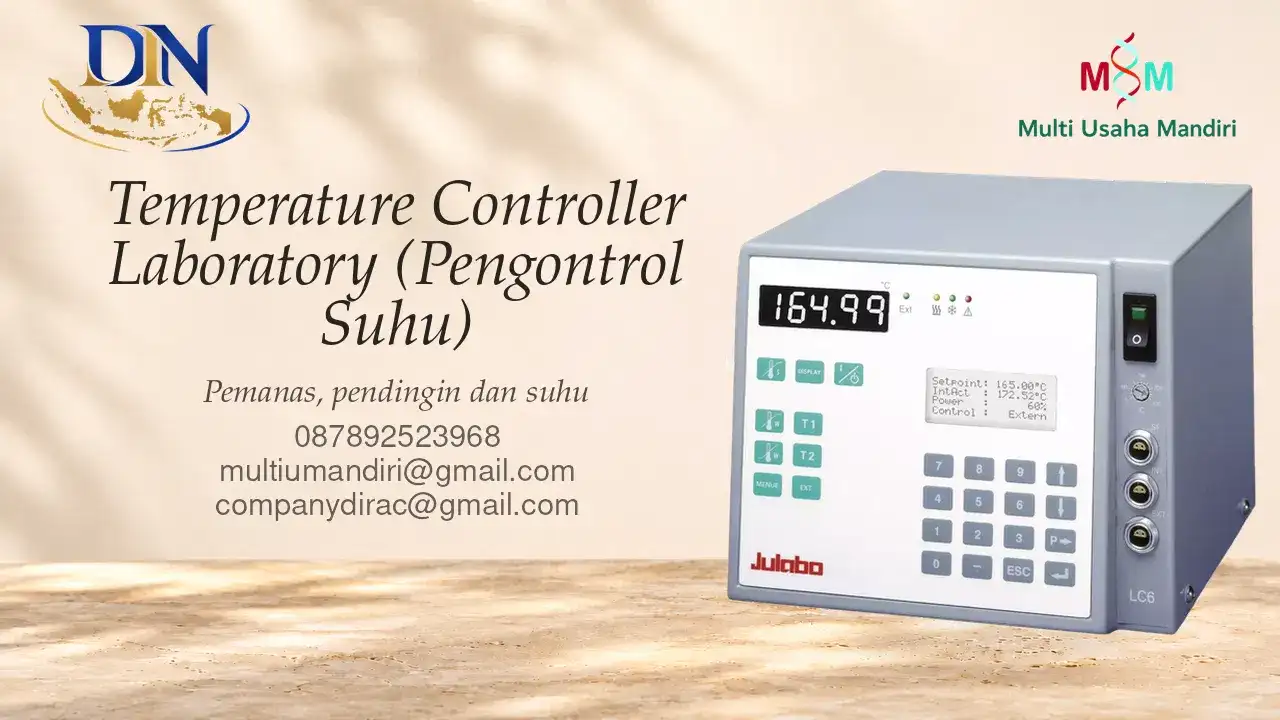 DN
M M
Multi Usaha Mandiri
Temperature Controller
Laboratory (Pengontrol
Suhu)
Pemanas, pendingin dan suhu
087892523968
multiumandiri@gmail.com
companydirac@gmail.com
°C
164.99
Ext
DISPLAY
T1
T2
MENUE
EXT
Setpoint: 165.00°C
IntAct : 172.52°C
Power : 60%
Control : Extern
7 8 9
4 5 6
1 2 3 P
0 – ESC
Julabo
LC6